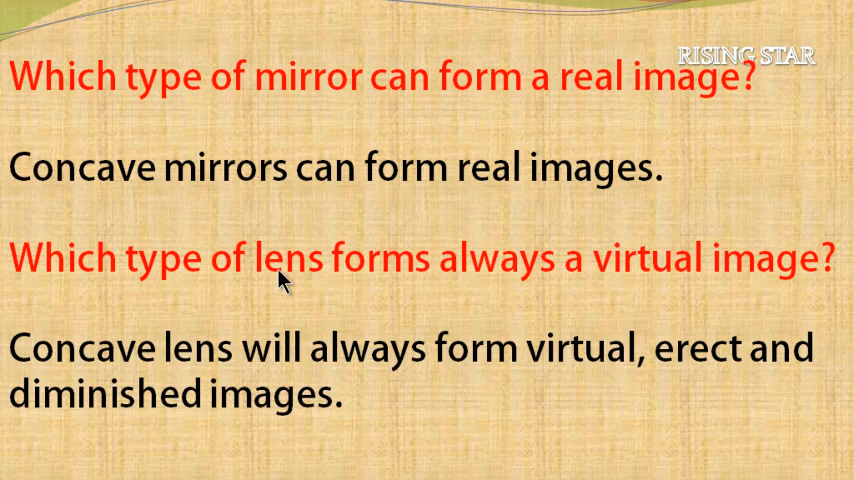 RISING STAR
Which type of mirror can form a real image?
Concave mirrors can form real images.
Which type of lens forms always a virtual image?
Concave lens will always form virtual, erect and
diminished images.